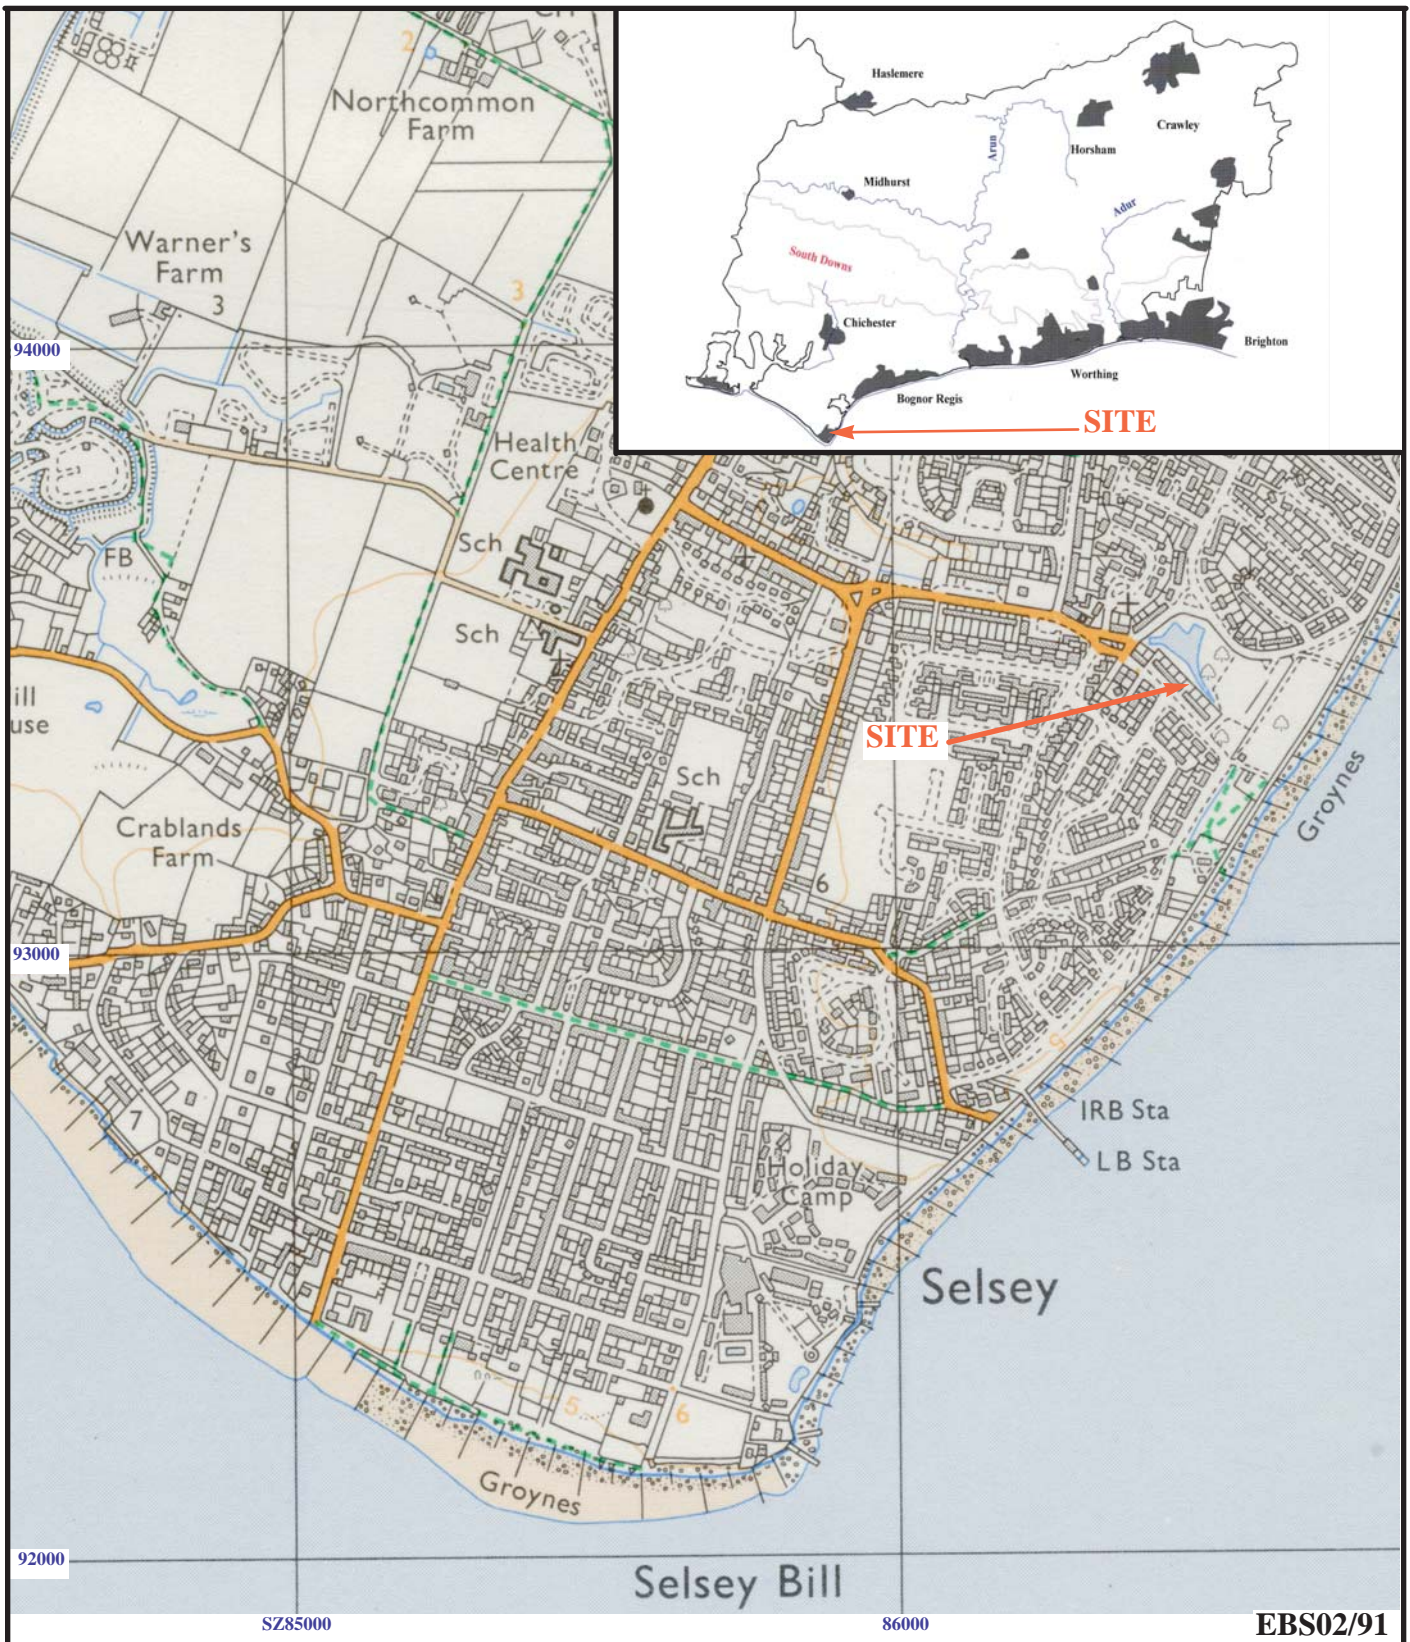 2
Northcommon
Farm
Warner's
Farm
3
3
94000
Haslemere
Crawley
Horsham
Arun
Midhurst
Adur
South Downs
Chichester
Brighton
Worthing
Bognor Regis
SITE
Health
Centre
Sch
FB
Sch
ill
use
SITE
Sch
Groynes
Crablands
Farm
6
93000
5
7
IRB Sta
LB Sta
Holiday
Camp
Selsey
5
6
Groynes
92000
Selsey Bill
SZ85000
86000
EBS02/91